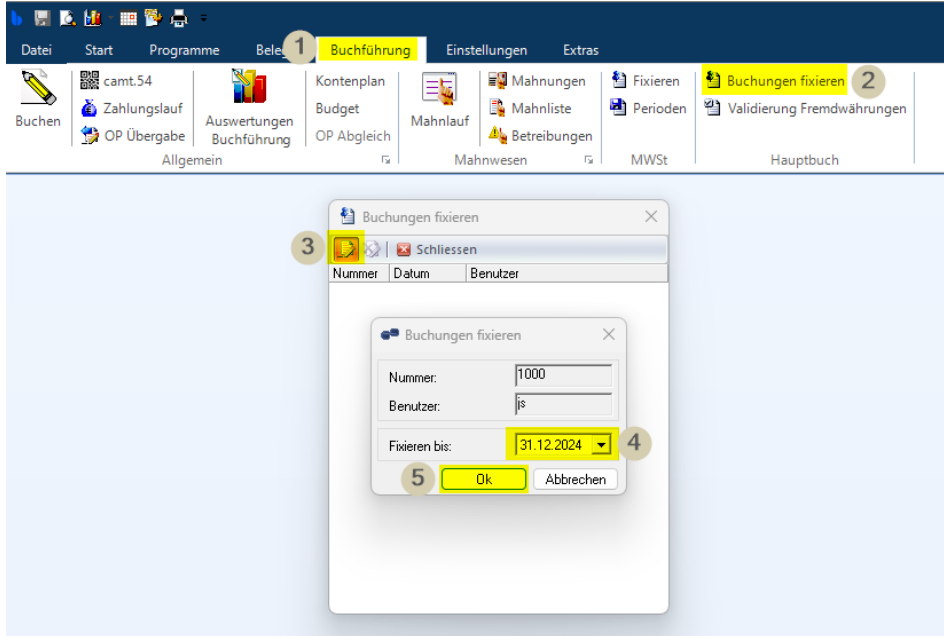 Datei Start Programme Beleg 1 Buchführung Einstellungen Extras
Buchen
camt.54
Zahlungslauf
OP Übergabe
Auswertungen
Buchführung
Kontenplan
Budget
OP Abgleich
Allgemein
Mahnlauf
Mahnungen
Mahnliste
Betreibungen
Mahnwesen
Fixieren
Perioden
MWSt
Buchungen fixieren 2
Validierung Fremdwährungen
Hauptbuch
Buchungen fixieren
3 Schliessen
Nummer Datum Benutzer
Buchungen fixieren
Nummer: 1000
Benutzer: js
Fixieren bis: 31.12.2024 4
5 Ok Abbrechen